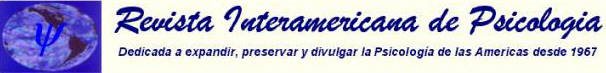 ψ
Revista Interamericana de Psicologia
Dedicada a expandir, preservar y divulgar la Psicología de las Americas desde 1967